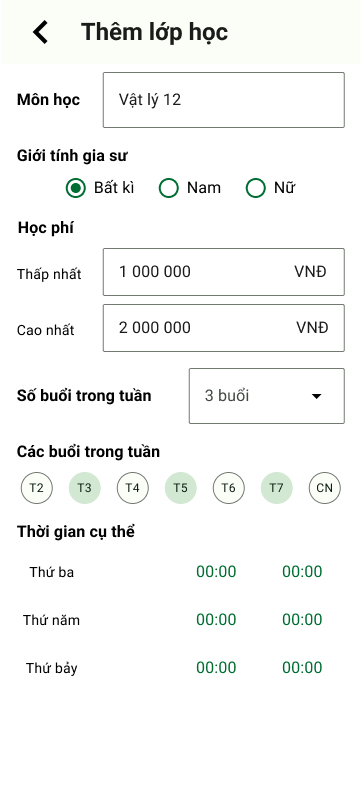 Thêm lớp học
Môn học Vật lý 12
Giới tính gia sư
Bất kì Nam Nữ
Học phí
Thấp nhất 1 000 000 VNĐ
Cao nhất 2 000 000 VNĐ
Số buổi trong tuần 3 buổi
Các buổi trong tuần
T2 T3 T4 T5 T6 T7 CN
Thời gian cụ thể
Thứ ba 00:00 00:00
Thứ năm 00:00 00:00
Thứ bảy 00:00 00:00